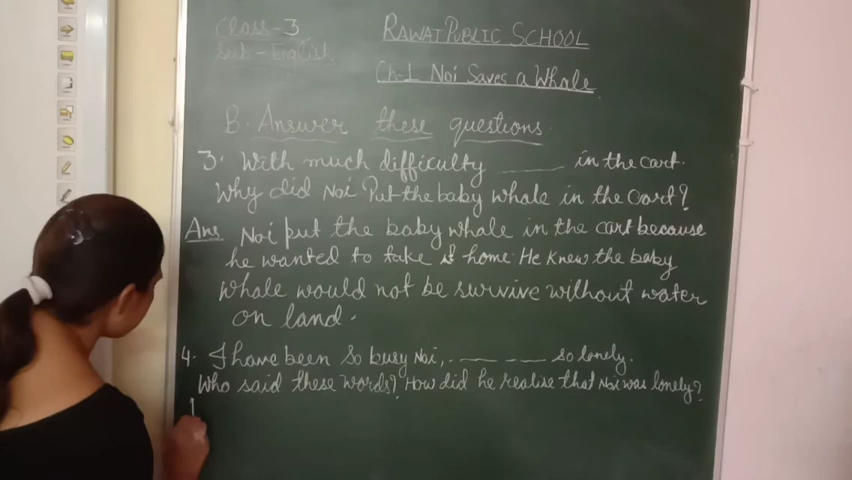 Class-3
RAWAT PUBLIC SCHOOL
Sub-English
Ch-1 Noi Saves a Whale
B. Answer these questions.
3. With much difficulty ____ in the cart.
Why did Noi Put the baby whale in the cart?
Ans Noi put the baby whale in the cart because
he wanted to take it home. He knew the baby
whale would not be survive without water
on land.
4. I have been so busy Noi, ____ ____ so lonely.
Who said these words? How did he realise that Noi was lonely?